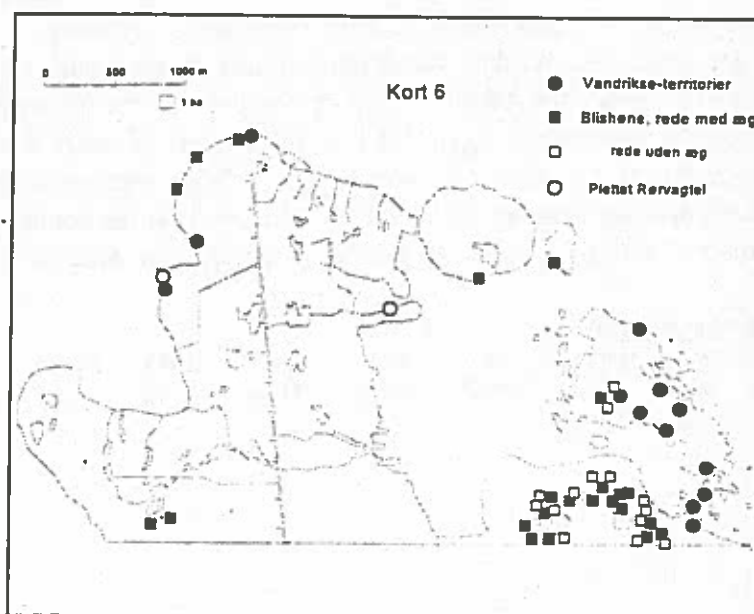 0 500 1000 m
1 ha
Kort 6
Vandrikse-territorier
Blishøne, rede med æg
rede uden æg
Plettet Rørvagtel